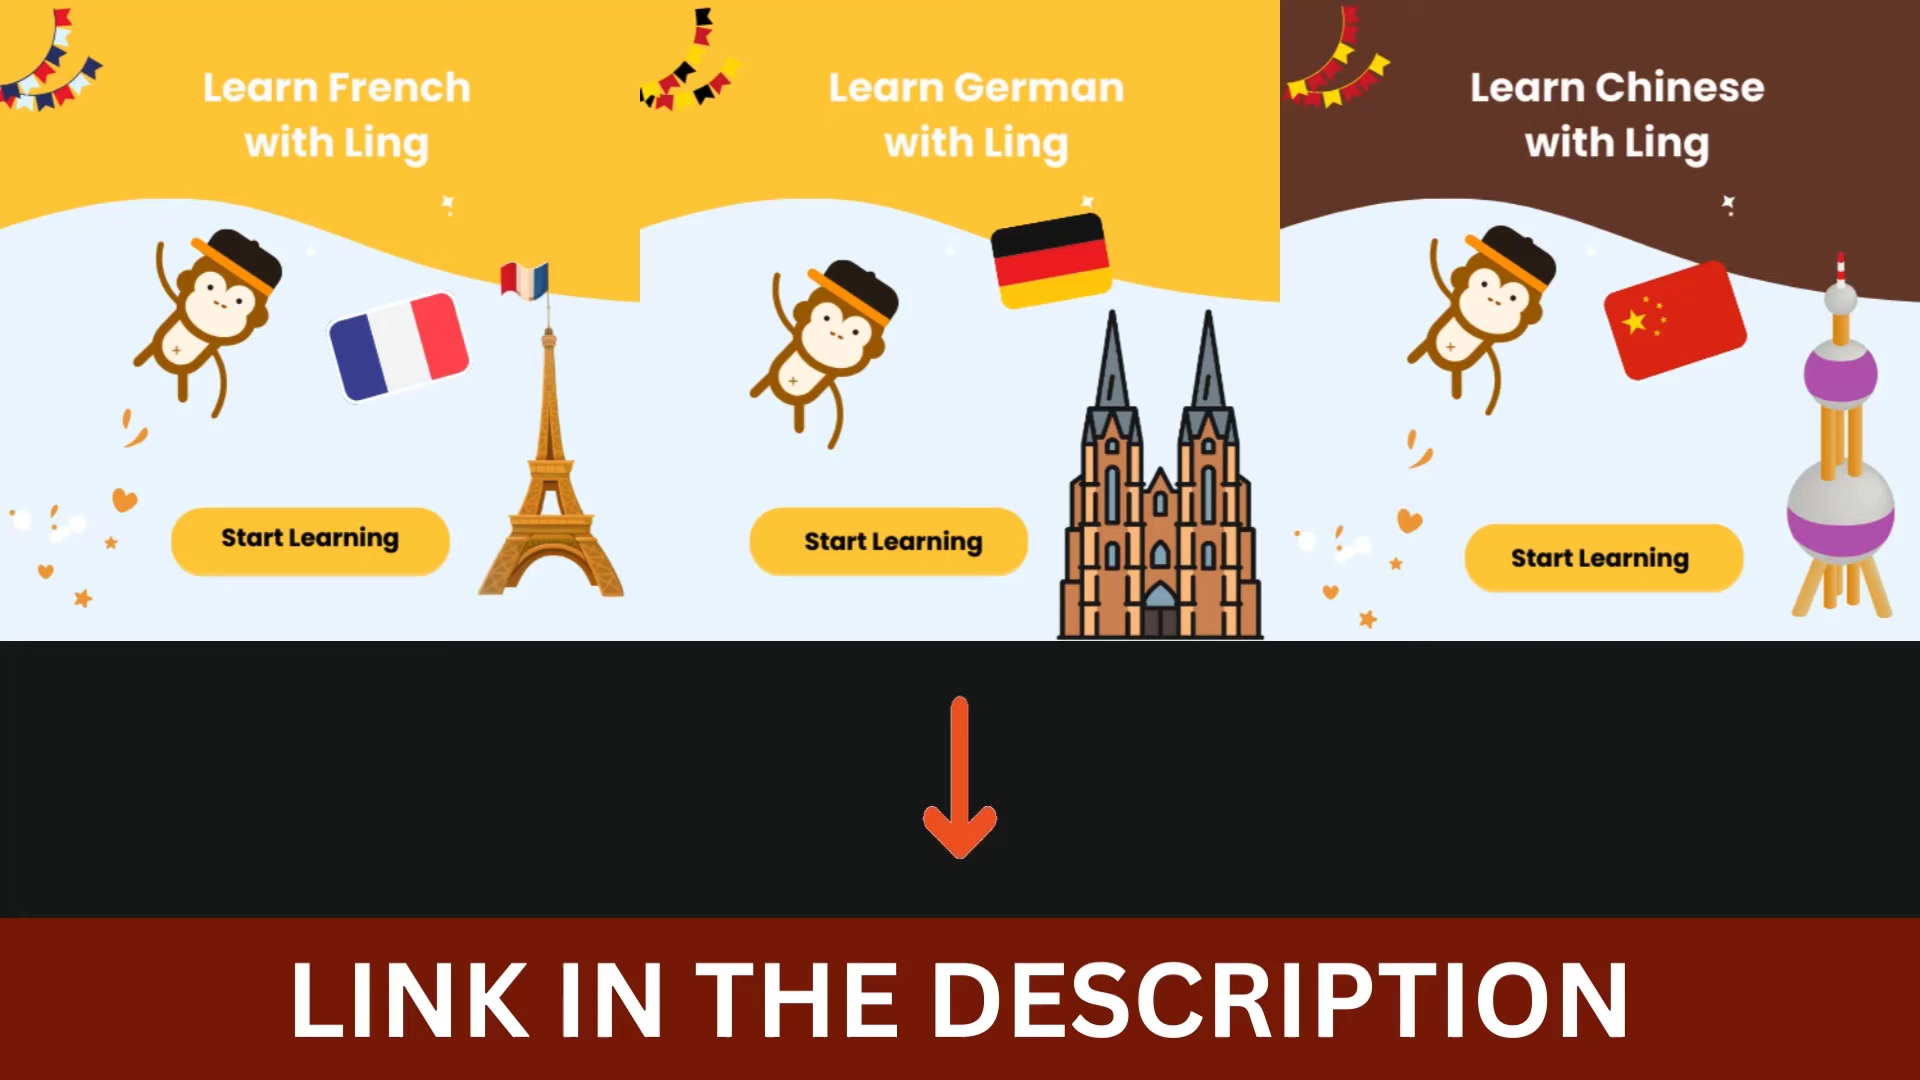 Learn French
with Ling
Start Learning
Learn German
with Ling
Start Learning
Learn Chinese
with Ling
Start Learning
LINK IN THE DESCRIPTION